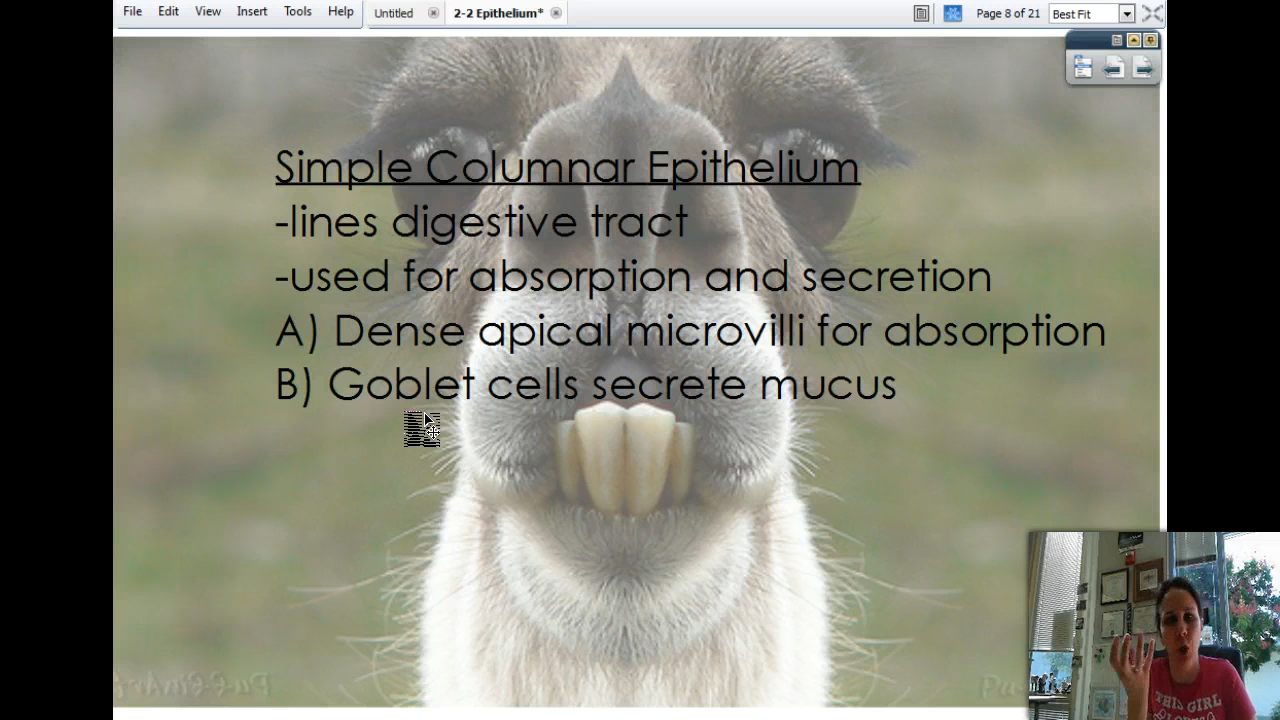 File Edit View Insert Tools Help Untitled 2-2 Epithelium* Page 8 of 21 Best Fit
Simple Columnar Epithelium
-lines digestive tract
-used for absorption and secretion
A) Dense apical microvilli for absorption
B) Goblet cells secrete mucus
THIS GIRL